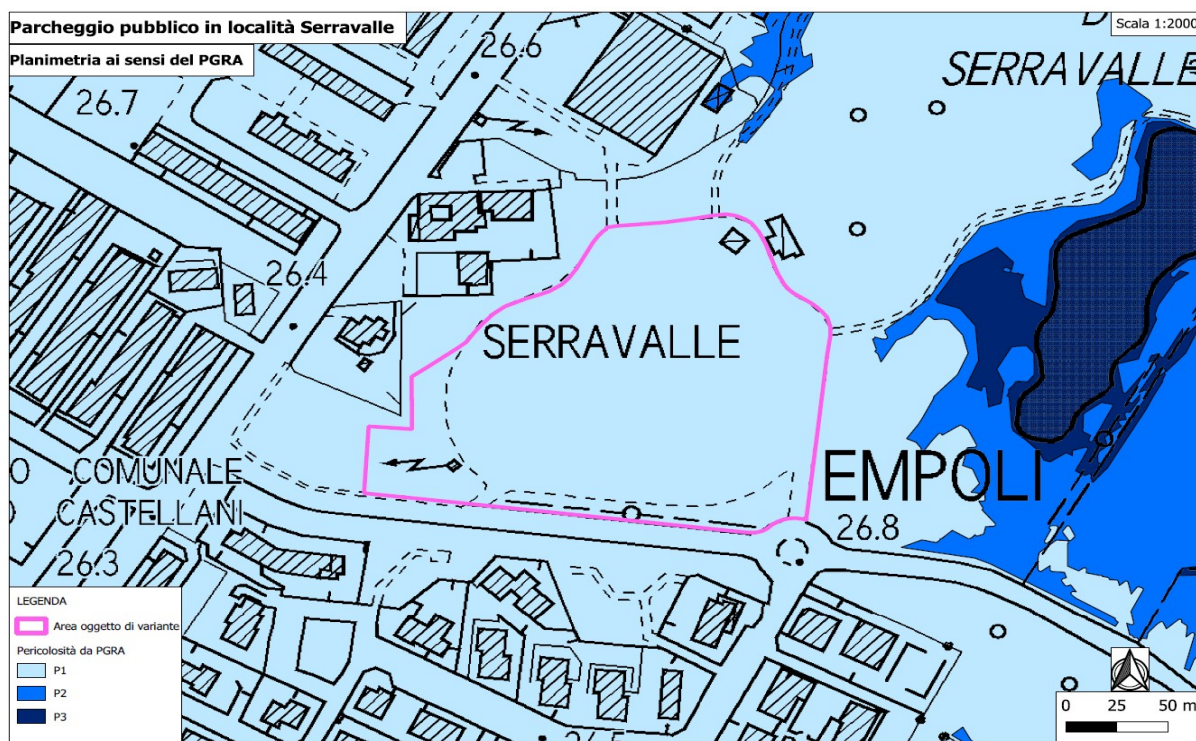 Parcheggio pubblico in località Serravalle
Planimetria ai sensi del PGRA
Scala 1:2000
D
SERRAVALLE
26.6
26.7
26.4
SERRAVALLE
EMPOLI
26.8
O COMUNALE
CASTELLANI
26.3
LEGENDA
Area oggetto di variante
Pericolosità da PGRA
P1
P2
P3
0 25 50 m